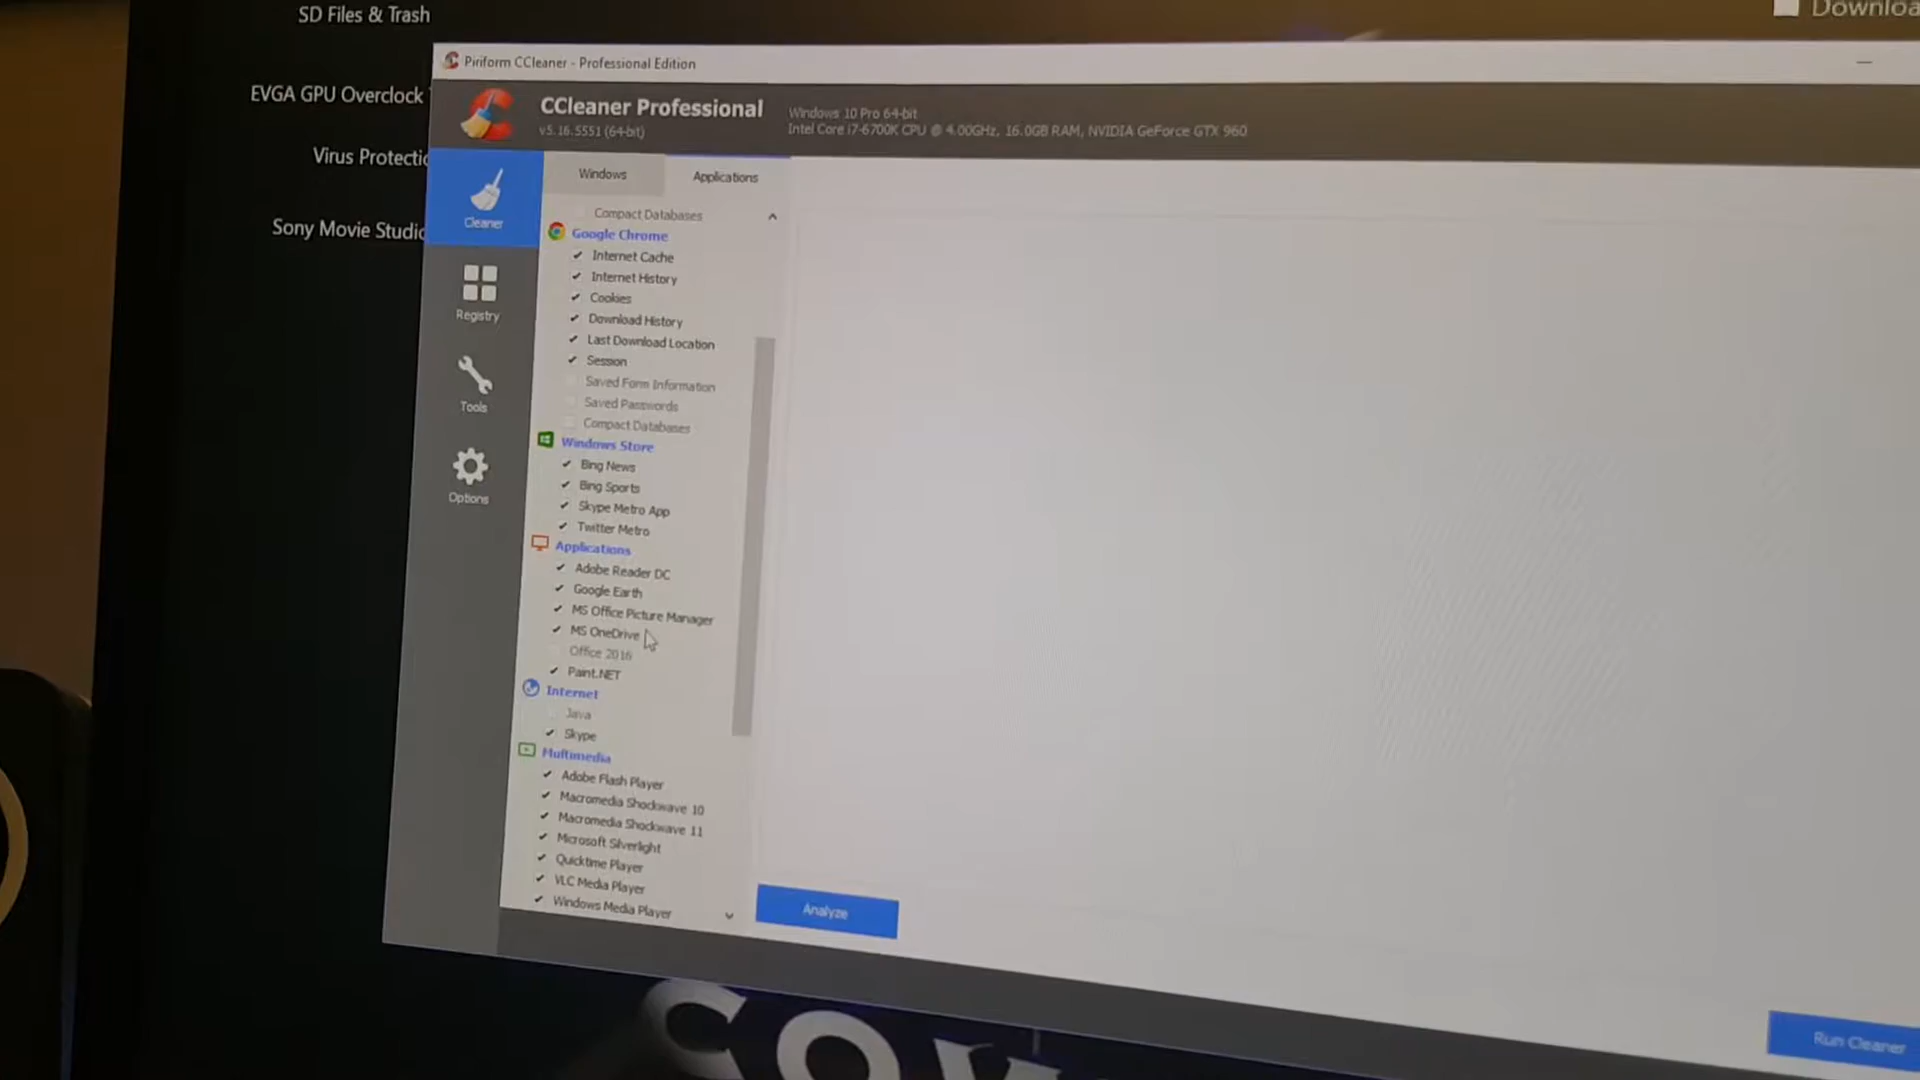 SD Files & Trash
EVGA GPU Overclock
Virus Protectio
Sony Movie Studio
Downloa
Piriform CCleaner - Professional Edition
CCleaner Professional
v5.16.5551 (64-bit)
Windows 10 Pro 64-bit
Intel Core i7-6700K CPU @ 4.00GHz, 16.0GB RAM, NVIDIA GeForce GTX 960
Cleaner
Registry
Tools
Options
Windows
Applications
Compact Databases
Google Chrome
Internet Cache
Internet History
Cookies
Download History
Last Download Location
Session
Saved Form Information
Saved Passwords
Compact Databases
Windows Store
Bing News
Bing Sports
Skype Metro App
Twitter Metro
Applications
Adobe Reader DC
Google Earth
MS Office Picture Manager
MS OneDrive
Office 2016
Paint.NET
Internet
Java
Skype
Multimedia
Adobe Flash Player
Macromedia Shockwave 10
Macromedia Shockwave 11
Microsoft Silverlight
Quicktime Player
VLC Media Player
Windows Media Player
Analyze
Run Cleaner